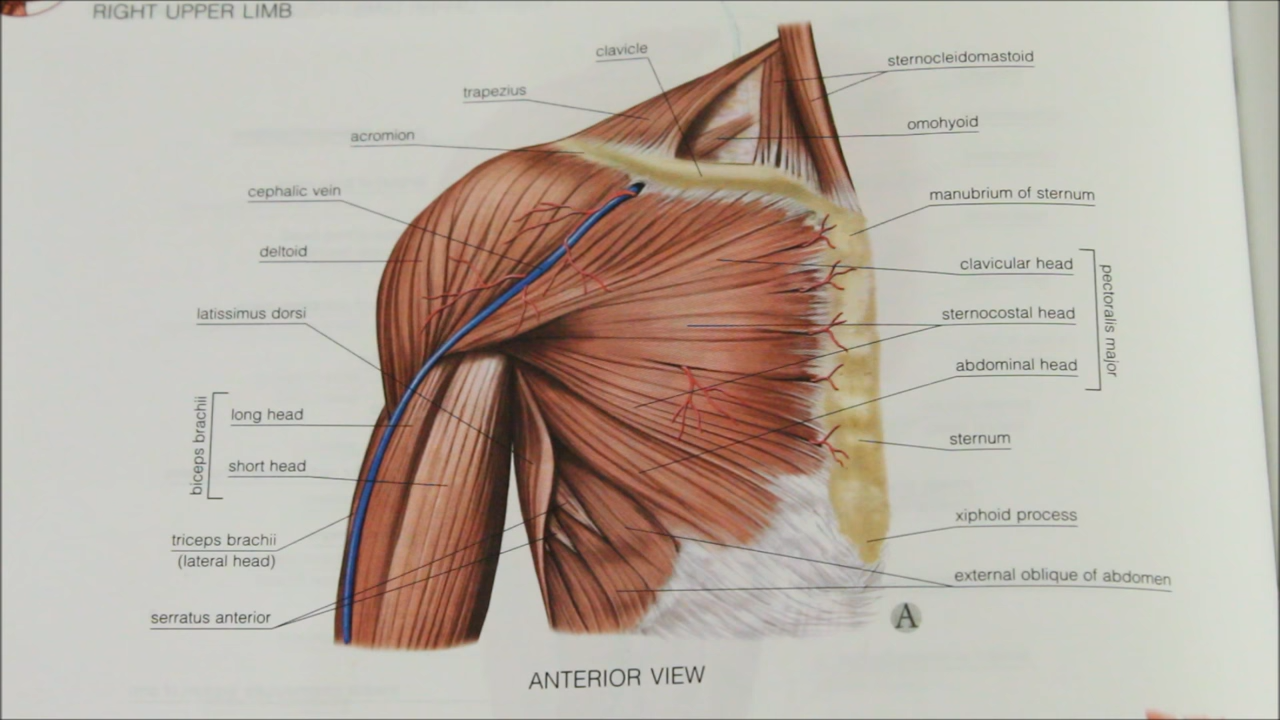 RIGHT UPPER LIMB
clavicle
trapezius
acromion
cephalic vein
deltoid
latissimus dorsi
biceps brachii
long head
short head
triceps brachii
(lateral head)
serratus anterior
sternocleidomastoid
omohyoid
manubrium of sternum
clavicular head
sternocostal head
abdominal head
pectoralis major
sternum
xiphoid process
external oblique of abdomen
A
ANTERIOR VIEW